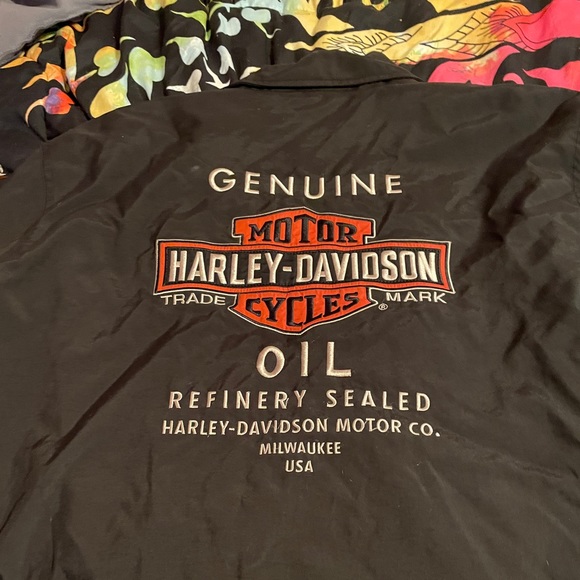 GENUINE
MOTOR
HARLEY-DAVIDSON
TRADE MARK
CYCLES ®
OIL
REFINERY SEALED
HARLEY-DAVIDSON MOTOR CO.
MILWAUKEE
USA